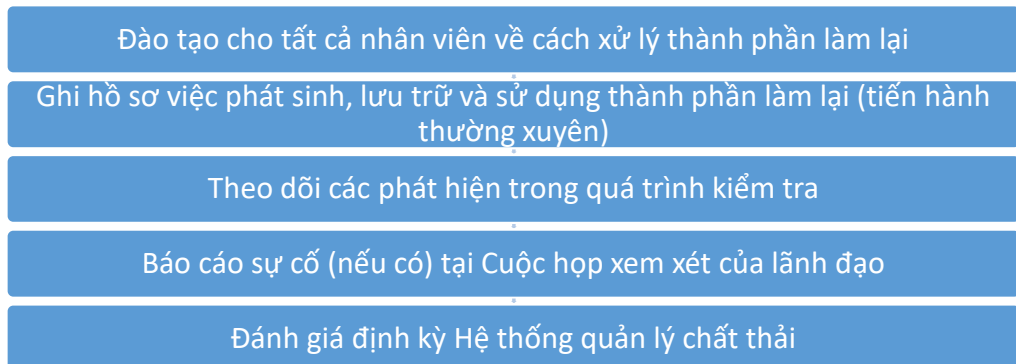 Đào tạo cho tất cả nhân viên về cách xử lý thành phần làm lại
Ghi hồ sơ việc phát sinh, lưu trữ và sử dụng thành phần làm lại (tiến hành
thường xuyên)
Theo dõi các phát hiện trong quá trình kiểm tra
Báo cáo sự cố (nếu có) tại Cuộc họp xem xét của lãnh đạo
Đánh giá định kỳ Hệ thống quản lý chất thải